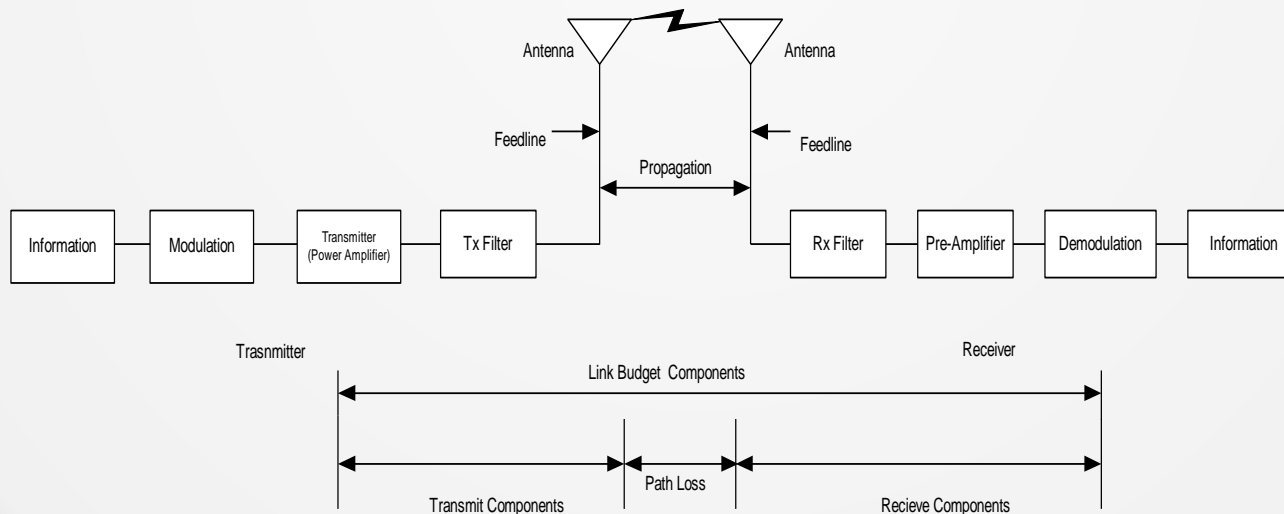 Antenna
Antenna
Feedline
Feedline
Propagation
Information
Modulation
Transmitter
(Power Amplifier)
Tx Filter
Rx Filter
Pre-Amplifier
Demodulation
Information
Trasnmitter
Receiver
Link Budget Components
Path Loss
Transmit Components
Recieve Components